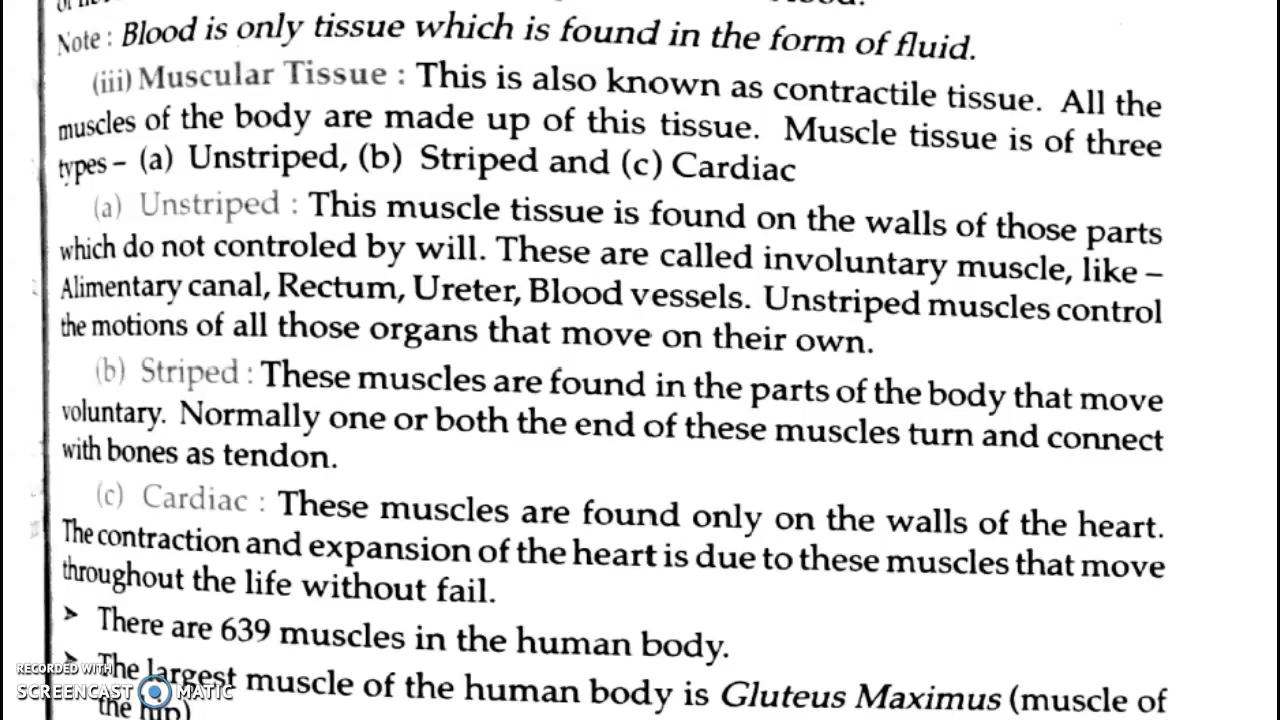 Note : Blood is only tissue which is found in the form of fluid.
(iii) Muscular Tissue : This is also known as contractile tissue. All the
muscles of the body are made up of this tissue. Muscle tissue is of three
types – (a) Unstriped, (b) Striped and (c) Cardiac
(a) Unstriped : This muscle tissue is found on the walls of those parts
which do not controled by will. These are called involuntary muscle, like –
Alimentary canal, Rectum, Ureter, Blood vessels. Unstriped muscles control
the motions of all those organs that move on their own.
(b) Striped : These muscles are found in the parts of the body that move
voluntary. Normally one or both the end of these muscles turn and connect
with bones as tendon.
(c) Cardiac : These muscles are found only on the walls of the heart.
The contraction and expansion of the heart is due to these muscles that move
throughout the life without fail.
➤ There are 639 muscles in the human body.
➤ The largest muscle of the human body is Gluteus Maximus (muscle of
the hip)
RECORDED WITH
SCREENCAST MATIC